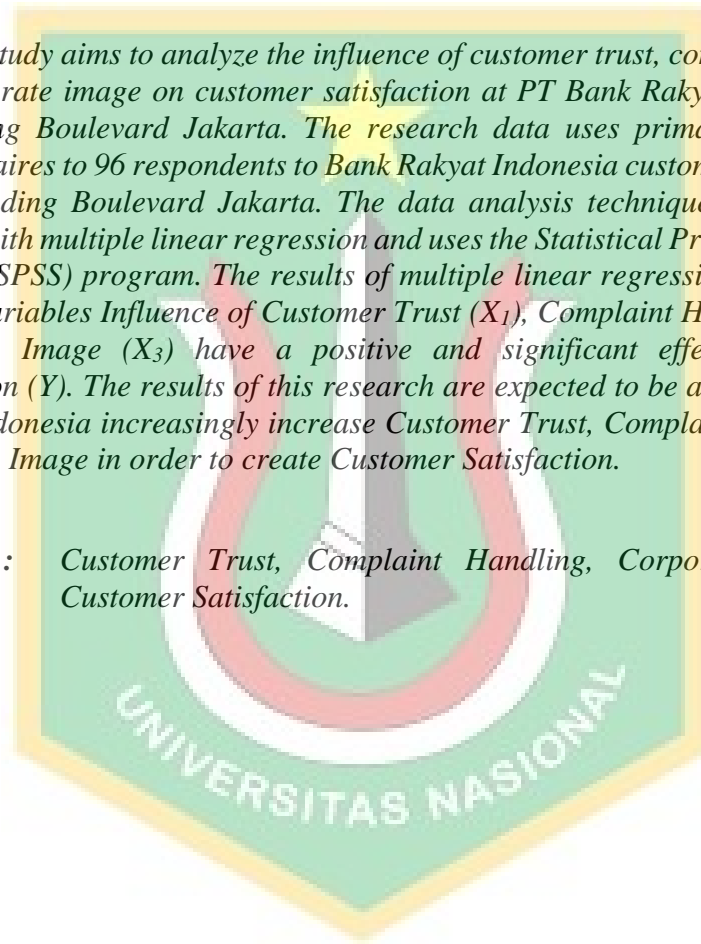 tudy aims to analyze the influence of customer trust, co
rate image on customer satisfaction at PT Bank Raky
ng Boulevard Jakarta. The research data uses prima
aires to 96 respondents to Bank Rakyat Indonesia custom
ding Boulevard Jakarta. The data analysis technique
ith multiple linear regression and uses the Statistical Pr
SPSS) program. The results of multiple linear regressi
ariables Influence of Customer Trust (X₁), Complaint H
Image (X₃) have a positive and significant effe
on (Y). The results of this research are expected to be a
donesia increasingly increase Customer Trust, Compla
Image in order to create Customer Satisfaction.
: Customer Trust, Complaint Handling, Corpo
Customer Satisfaction.
UNIVERSITAS NASIONAL